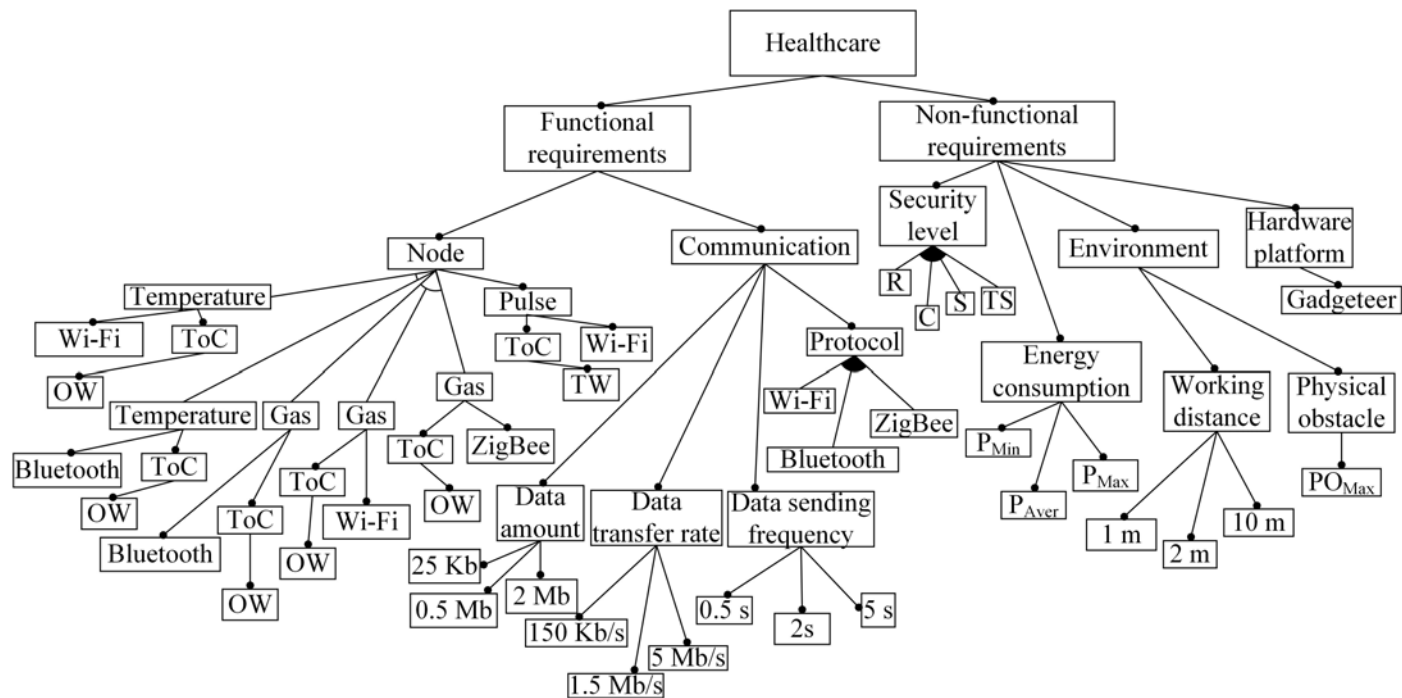 Healthcare
Functional
requirements
Non-functional
requirements
Security
level
R
C
S
TS
Hardware
platform
Gadgeteer
Node
Communication
Environment
Temperature
Wi-Fi
ToC
OW
Pulse
ToC
Wi-Fi
TW
Protocol
Wi-Fi
Bluetooth
ZigBee
Energy
consumption
P_Min
P_Aver
P_Max
Working
distance
1 m
2 m
10 m
Physical
obstacle
PO_Max
Temperature
Bluetooth
ToC
OW
Gas
Bluetooth
ToC
OW
Gas
ToC
OW
Wi-Fi
Gas
ToC
ZigBee
OW
Data
amount
25 Kb
0.5 Mb
2 Mb
Data
transfer rate
150 Kb/s
1.5 Mb/s
5 Mb/s
Data sending
frequency
0.5 s
2s
5 s